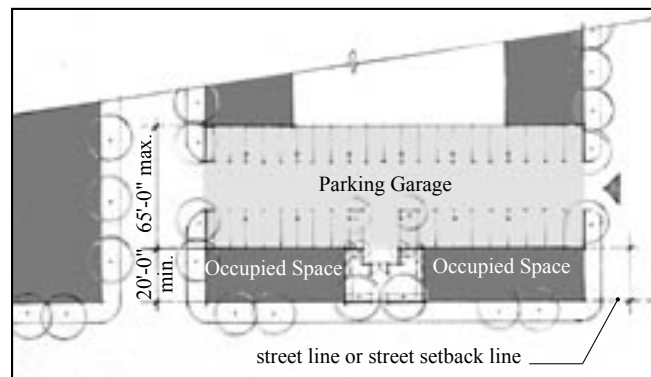 Parking Garage
65'-0" max.
Occupied Space
Occupied Space
20'-0"
min.
street line or street setback line